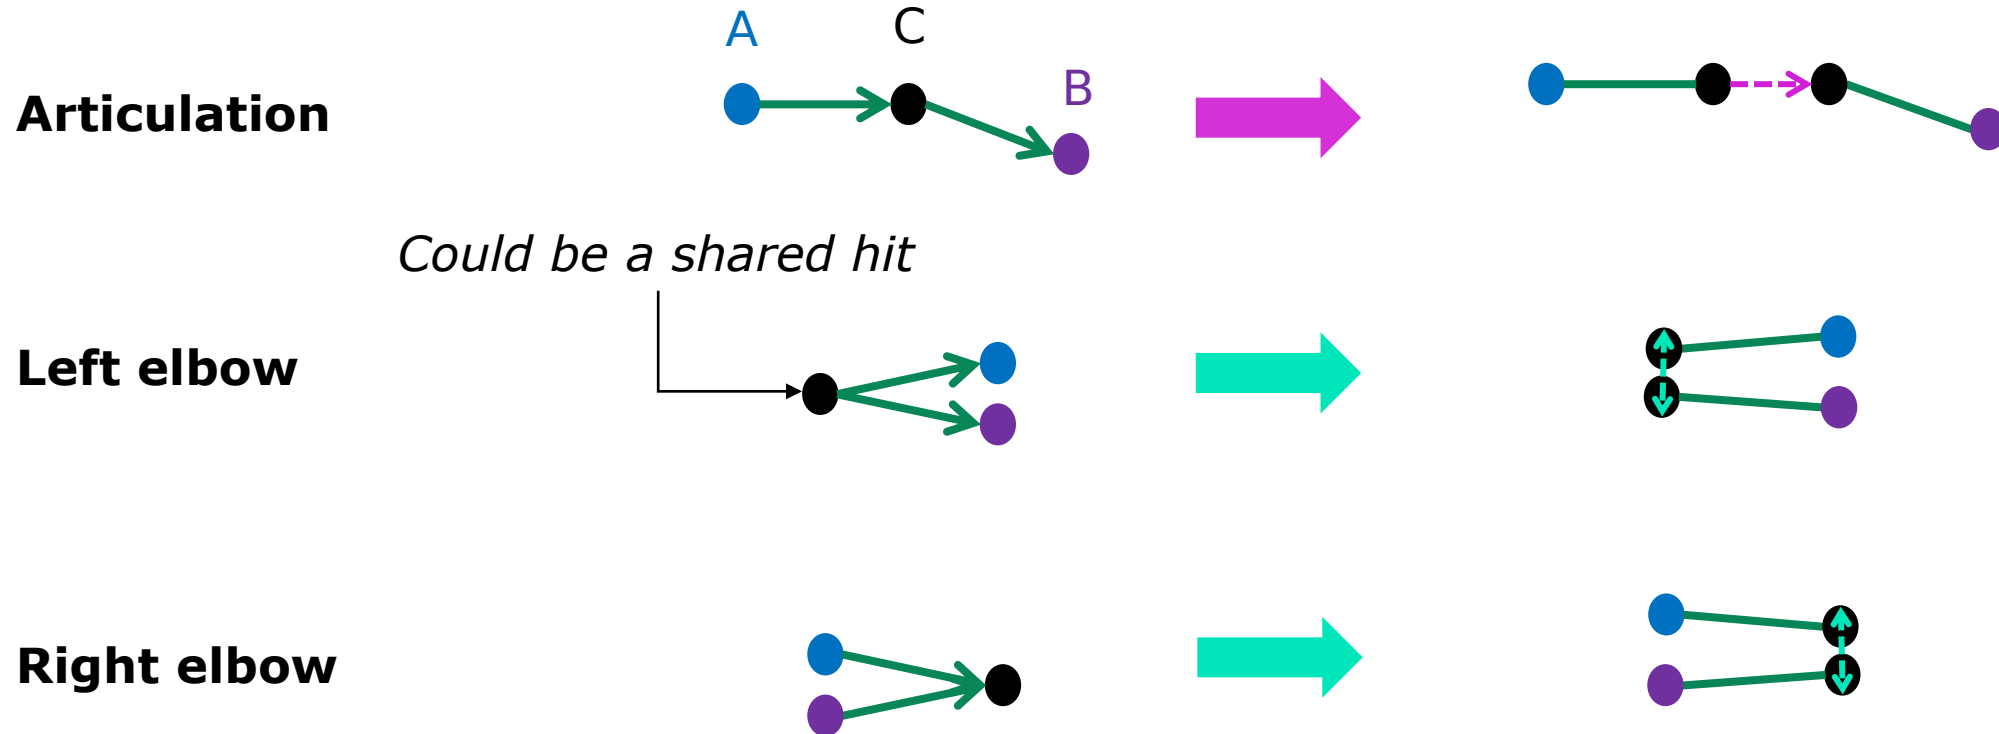 A
C
B
Articulation
Could be a shared hit
Left elbow
Right elbow